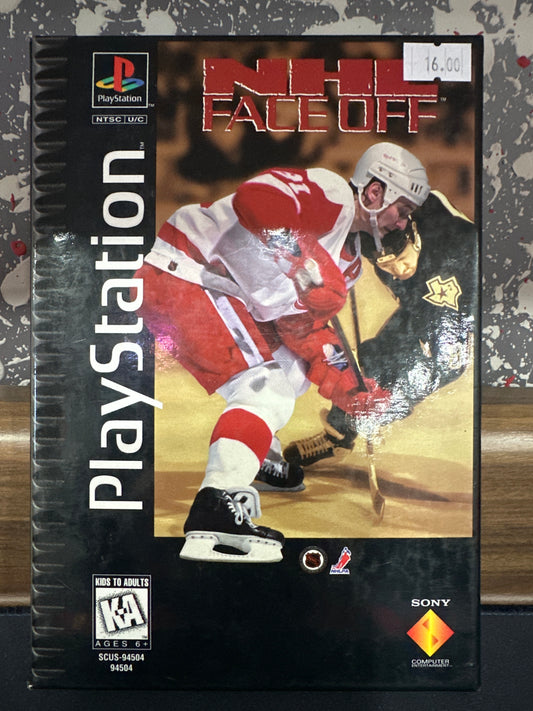 PlayStation
NTSC U/C
NHL
FACE OFF
16.00
PlayStation
NHLPA
KIDS TO ADULTS
K-A
AGES 6+
SCUS-94504
94504
SONY
COMPUTER
ENTERTAINMENT